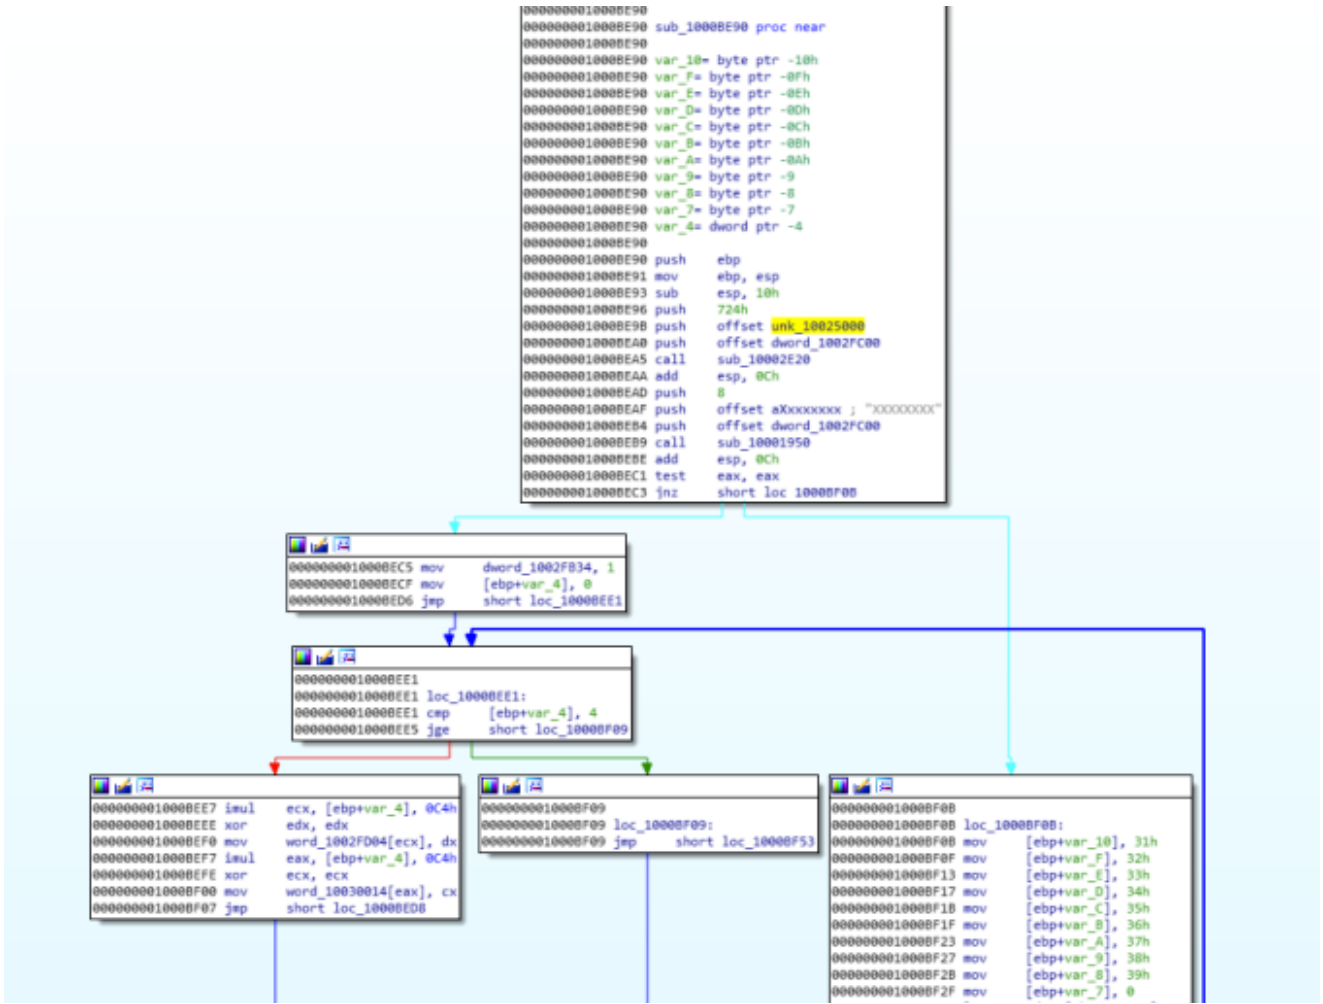 000000001000BE90
000000001000BE90 sub_1000BE90 proc near
000000001000BE90
000000001000BE90 var_10= byte ptr -10h
000000001000BE90 var_F= byte ptr -0Fh
000000001000BE90 var_E= byte ptr -0Eh
000000001000BE90 var_D= byte ptr -0Dh
000000001000BE90 var_C= byte ptr -0Ch
000000001000BE90 var_B= byte ptr -0Bh
000000001000BE90 var_A= byte ptr -0Ah
000000001000BE90 var_9= byte ptr -9
000000001000BE90 var_8= byte ptr -8
000000001000BE90 var_7= byte ptr -7
000000001000BE90 var_4= dword ptr -4
000000001000BE90
000000001000BE90 push ebp
000000001000BE91 mov ebp, esp
000000001000BE93 sub esp, 10h
000000001000BE96 push 724h
000000001000BE9B push offset unk_10025000
000000001000BEA0 push offset dword_1002FC00
000000001000BEA5 call sub_10002E20
000000001000BEAA add esp, 0Ch
000000001000BEAD push 8
000000001000BEAF push offset aXxxxxxxx ; "XXXXXXXX"
000000001000BEB4 push offset dword_1002FC00
000000001000BEB9 call sub_10001950
000000001000BEBE add esp, 0Ch
000000001000BEC1 test eax, eax
000000001000BEC3 jnz short loc_1000BF0B
000000001000BEC5 mov dword_1002FB34, 1
000000001000BECF mov [ebp+var_4], 0
000000001000BED6 jmp short loc_1000BEE1
000000001000BEE1
000000001000BEE1 loc_1000BEE1:
000000001000BEE1 cmp [ebp+var_4], 4
000000001000BEE5 jge short loc_1000BF09
000000001000BEE7 imul ecx, [ebp+var_4], 0C4h
000000001000BEEE xor edx, edx
000000001000BEF0 mov word_1002FD04[ecx], dx
000000001000BEF7 imul eax, [ebp+var_4], 0C4h
000000001000BEFE xor ecx, ecx
000000001000BF00 mov word_10030014[eax], cx
000000001000BF07 jmp short loc_1000BED8
000000001000BF09
000000001000BF09 loc_1000BF09:
000000001000BF09 jmp short loc_1000BF53
000000001000BF0B
000000001000BF0B loc_1000BF0B:
000000001000BF0B mov [ebp+var_10], 31h
000000001000BF0F mov [ebp+var_F], 32h
000000001000BF13 mov [ebp+var_E], 33h
000000001000BF17 mov [ebp+var_D], 34h
000000001000BF1B mov [ebp+var_C], 35h
000000001000BF1F mov [ebp+var_B], 36h
000000001000BF23 mov [ebp+var_A], 37h
000000001000BF27 mov [ebp+var_9], 38h
000000001000BF2B mov [ebp+var_8], 39h
000000001000BF2F mov [ebp+var_7], 0